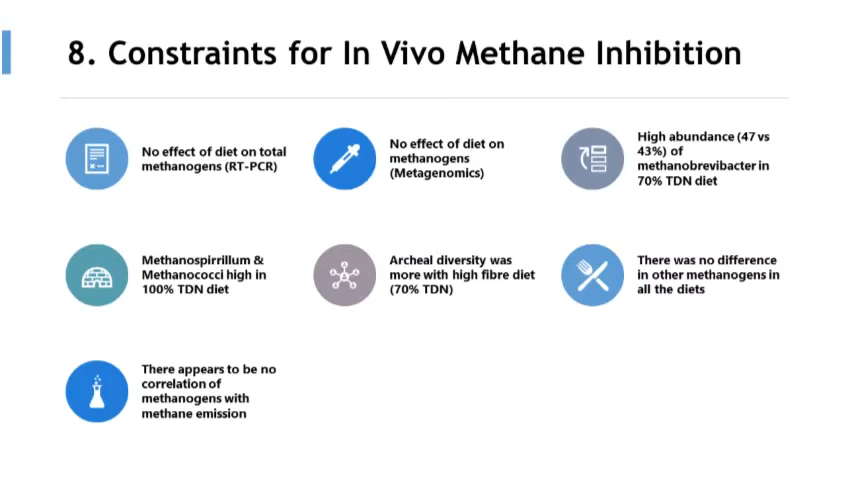 8. Constraints for In Vivo Methane Inhibition
No effect of diet on total
methanogens (RT-PCR)
No effect of diet on
methanogens
(Metagenomics)
High abundance (47 vs
43%) of
methanobrevibacter in
70% TDN diet
Methanospirrillum &
Methanococci high in
100% TDN diet
Archeal diversity was
more with high fibre diet
(70% TDN)
There was no difference
in other methanogens in
all the diets
There appears to be no
correlation of
methanogens with
methane emission